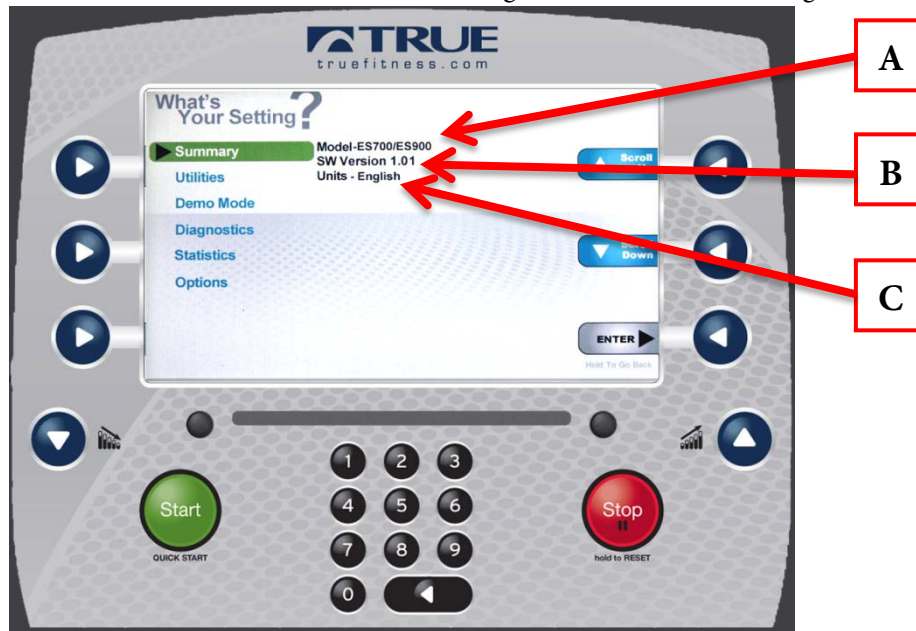 TRUE
truefitness.com
What's
Your Setting?
Summary
Model-ES700/ES900
SW Version 1.01
Units - English
Utilities
Demo Mode
Diagnostics
Statistics
Options
Scroll
Down
ENTER
Hold To Go Back
A
B
C
1 2 3
4 5 6
7 8 9
0
Start
QUICK START
Stop
hold to RESET